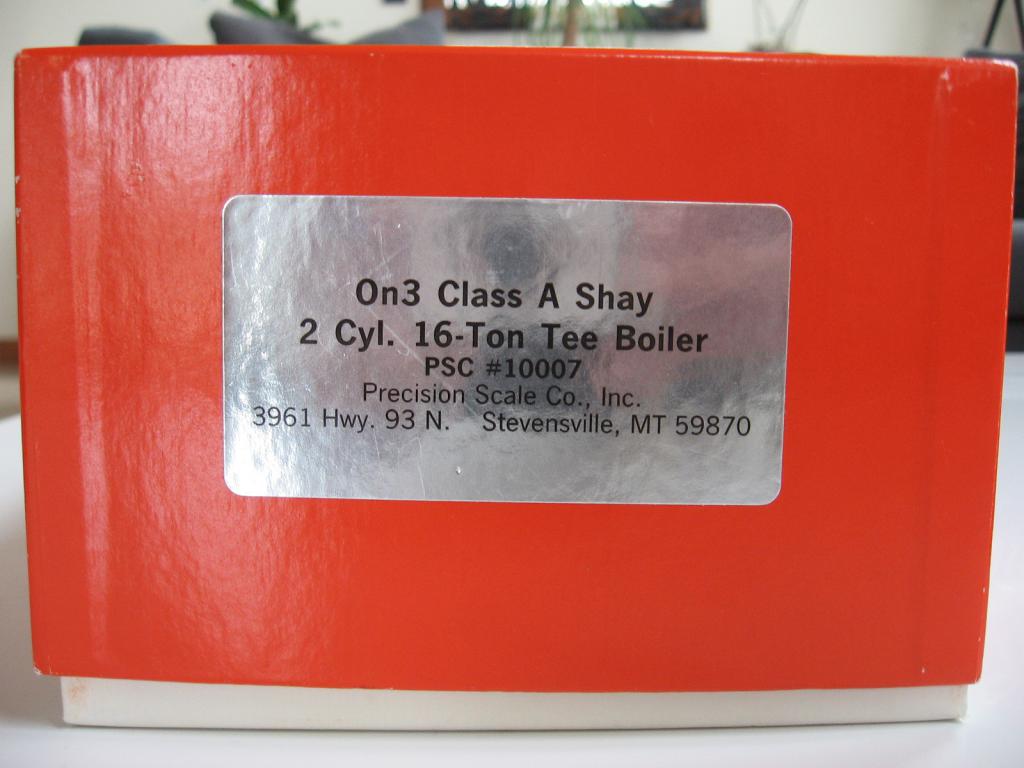 On3 Class A Shay
2 Cyl. 16-Ton Tee Boiler
PSC #10007
Precision Scale Co., Inc.
3961 Hwy. 93 N. Stevensville, MT 59870